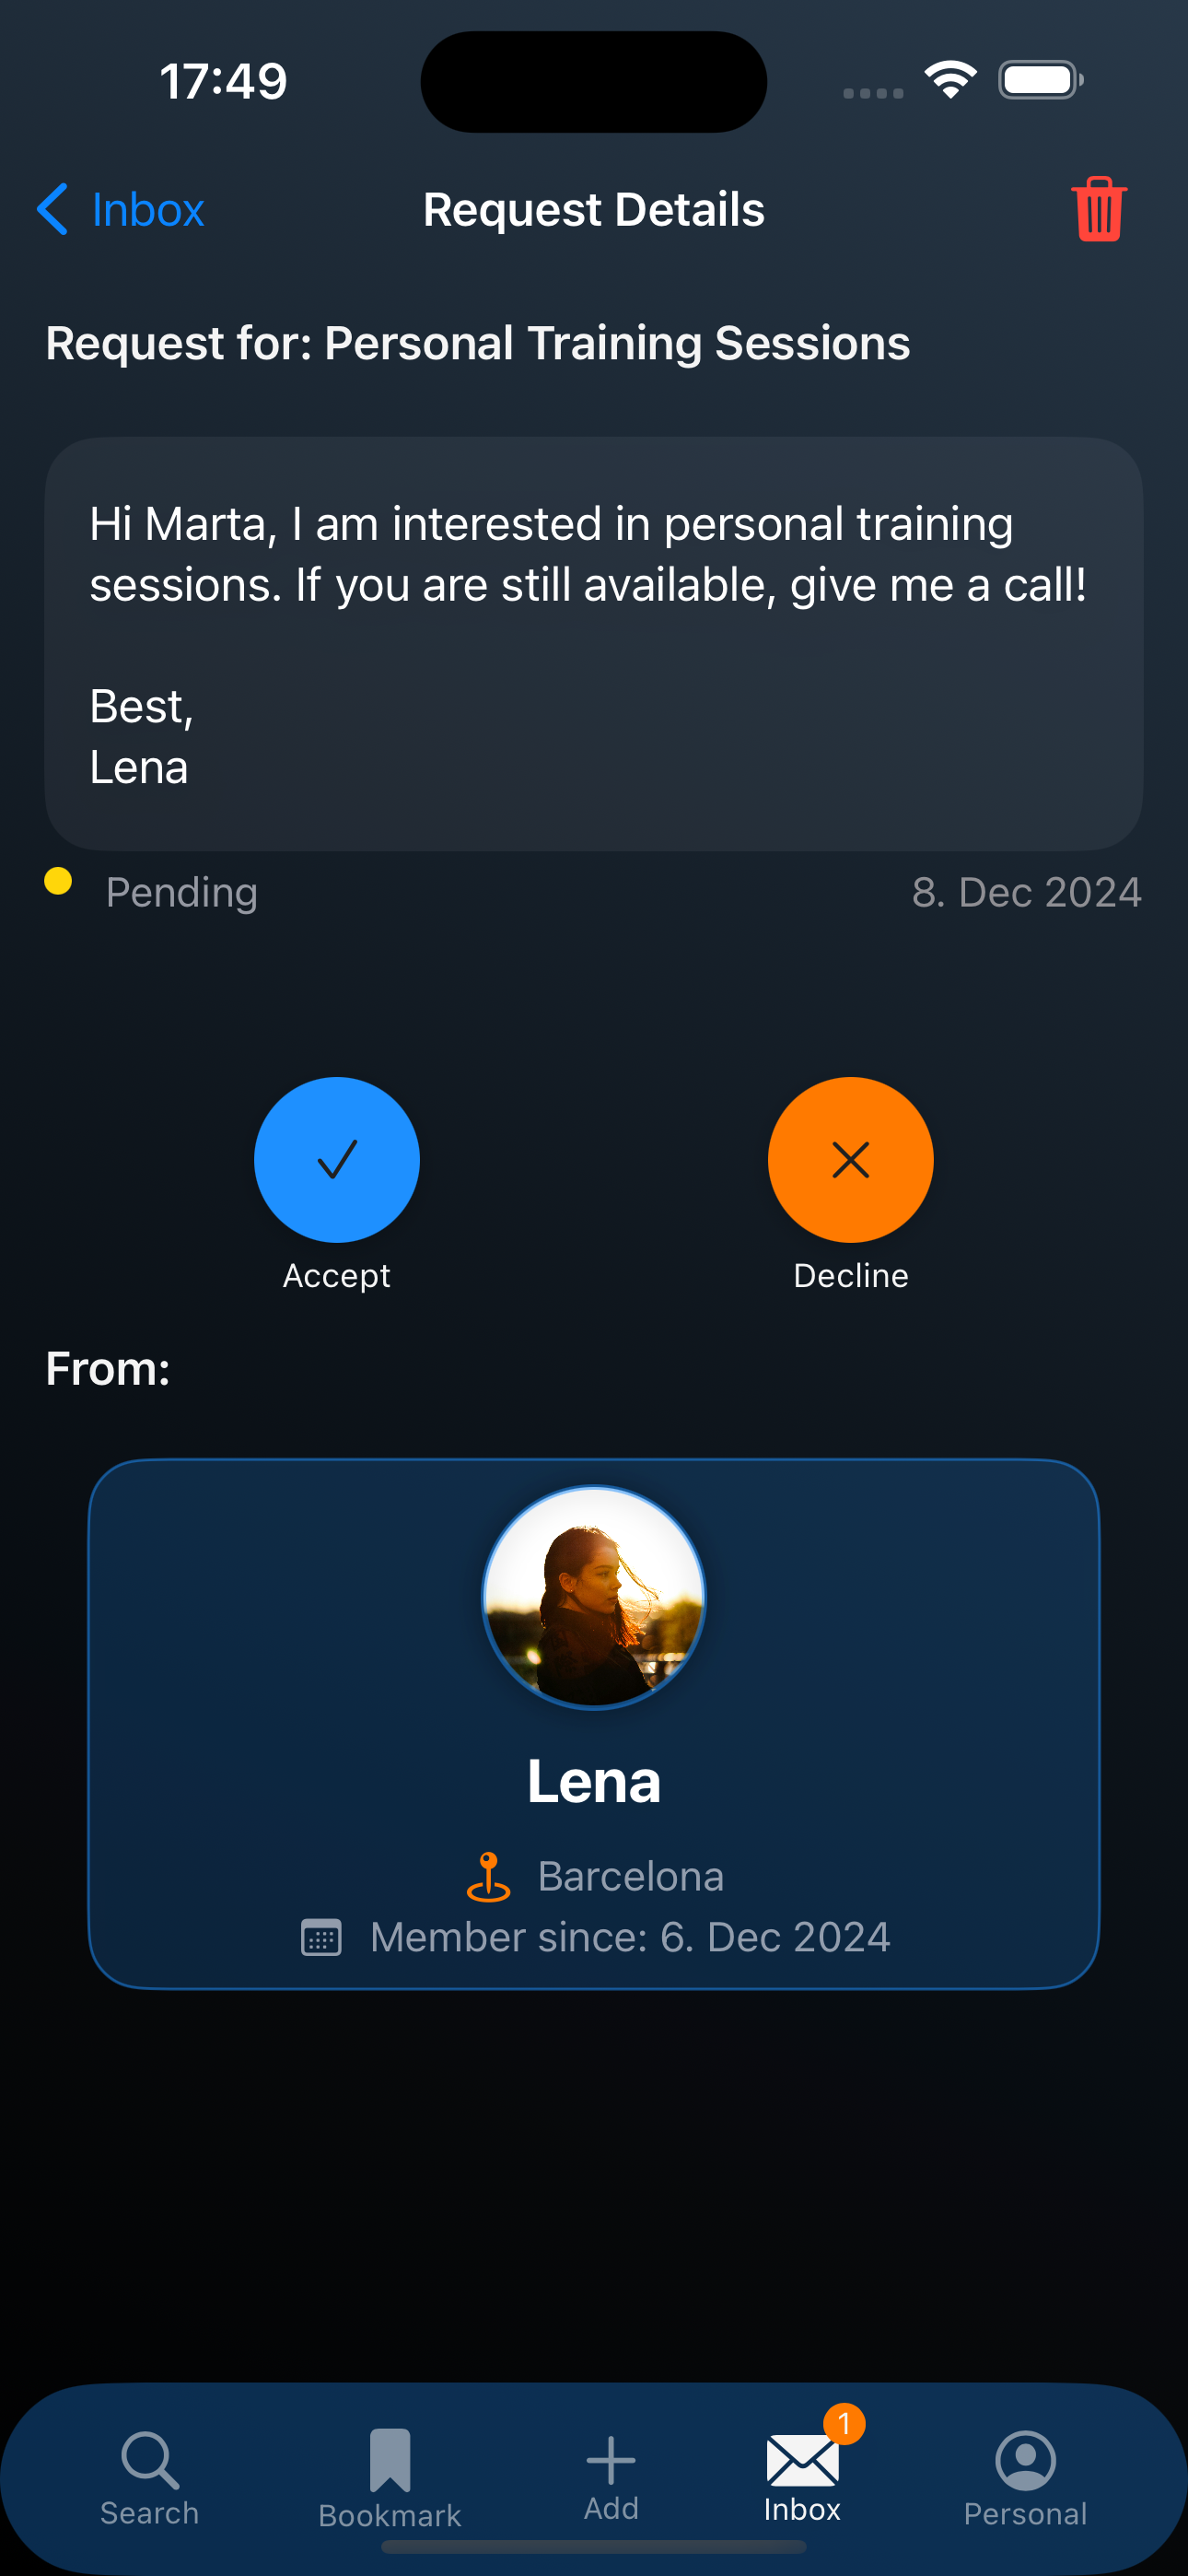 17:49
Inbox
Request Details
Request for: Personal Training Sessions
Hi Marta, I am interested in personal training
sessions. If you are still available, give me a call!
Best,
Lena
Pending
8. Dec 2024
Accept
Decline
From:
Lena
Barcelona
Member since: 6. Dec 2024
1
Search
Bookmark
Add
Inbox
Personal